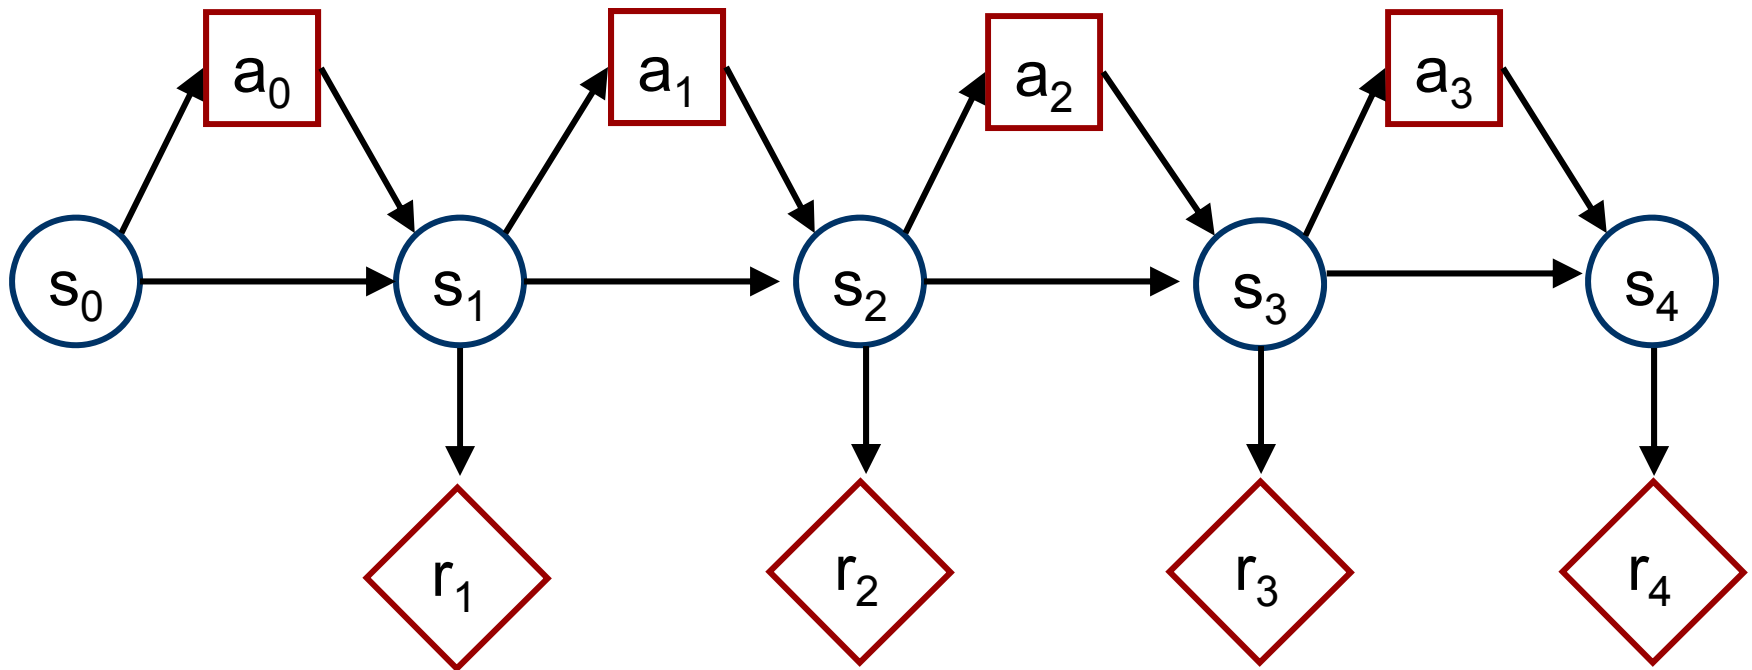 a₀ a₁ a₂ a₃
s₀ s₁ s₂ s₃ s₄
r₁ r₂ r₃ r₄